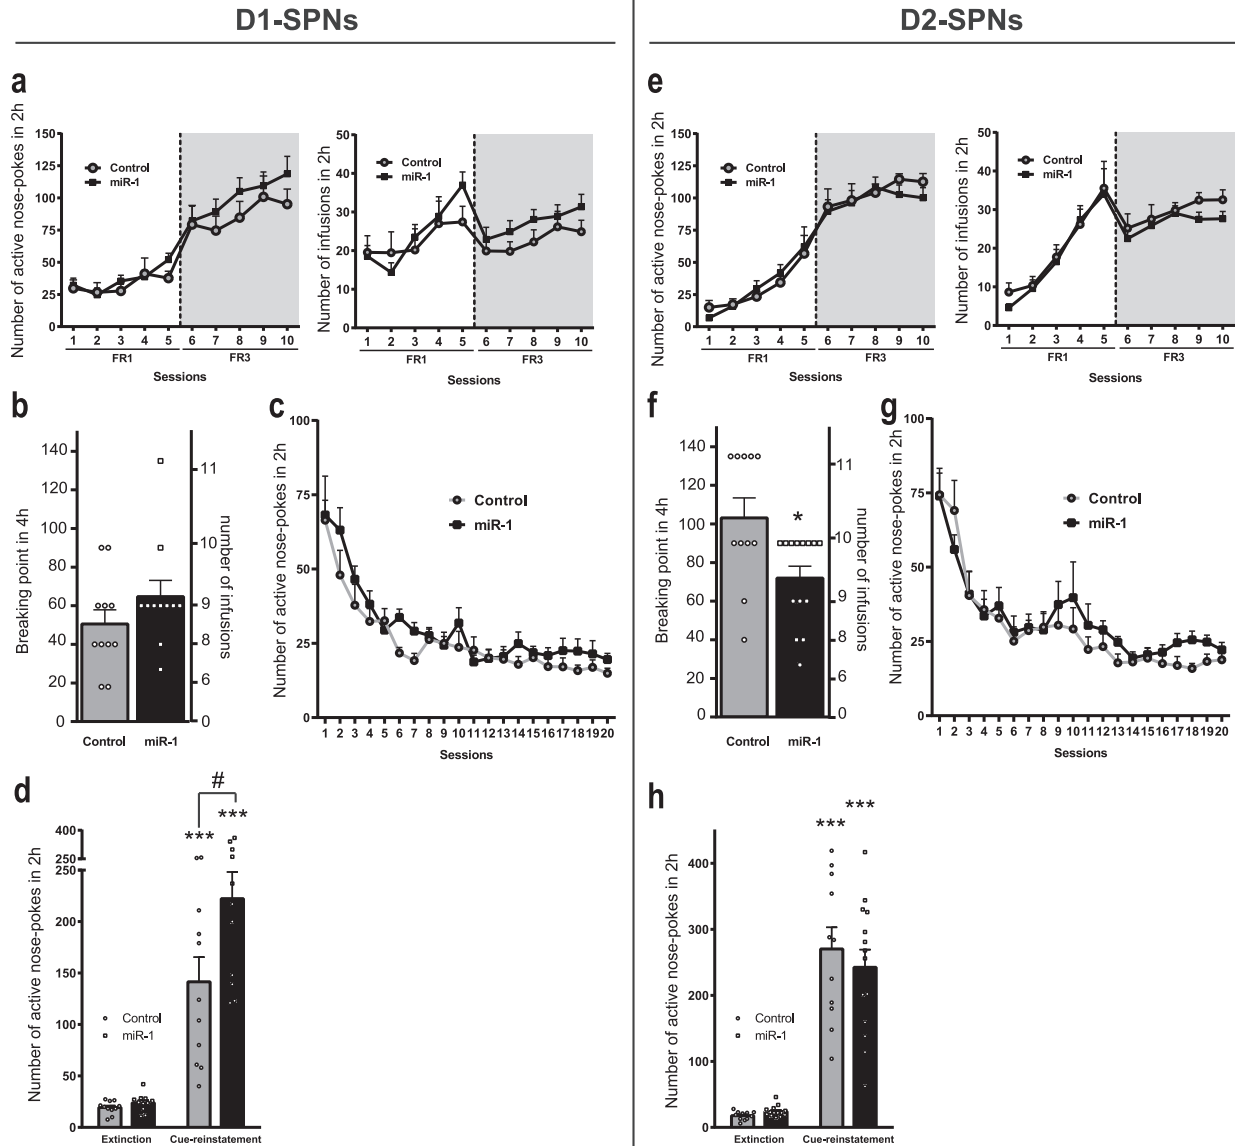 D1-SPNs
D2-SPNs
a
Number of active nose-pokes in 2h
150
125
100
75
50
25
0
Control
miR-1
1 2 3 4 5 6 7 8 9 10
FR1 FR3
Number of infusions in 2h
50
40
30
20
10
0
Control
miR-1
1 2 3 4 5 6 7 8 9 10
FR1 FR3
Sessions
e
Number of active nose-pokes in 2h
150
125
100
75
50
25
0
Control
miR-1
1 2 3 4 5 6 7 8 9 10
FR1 FR3
Number of infusions in 2h
50
40
30
20
10
0
Control
miR-1
1 2 3 4 5 6 7 8 9 10
FR1 FR3
Sessions
b
Breaking point in 4h
140
120
100
80
60
40
20
0
11
10
9
8
6
0
number of infusions
Control miR-1
c
Number of active nose-pokes in 2h
100
75
50
25
0
Control
miR-1
1 2 3 4 5 6 7 8 9 10 11 12 13 14 15 16 17 18 19 20
Sessions
f
Breaking point in 4h
140
120
100
80
60
40
20
0
*
11
10
9
8
6
0
number of infusions
Control miR-1
g
Number of active nose-pokes in 2h
100
75
50
25
0
Control
miR-1
1 2 3 4 5 6 7 8 9 10 11 12 13 14 15 16 17 18 19 20
Sessions
d
Number of active nose-pokes in 2h
400
250
250
200
150
100
50
0
#
*** ***
Control
miR-1
Extinction Cue-reinstatement
h
Number of active nose-pokes in 2h
400
300
200
100
0
*** ***
Control
miR-1
Extinction Cue-reinstatement